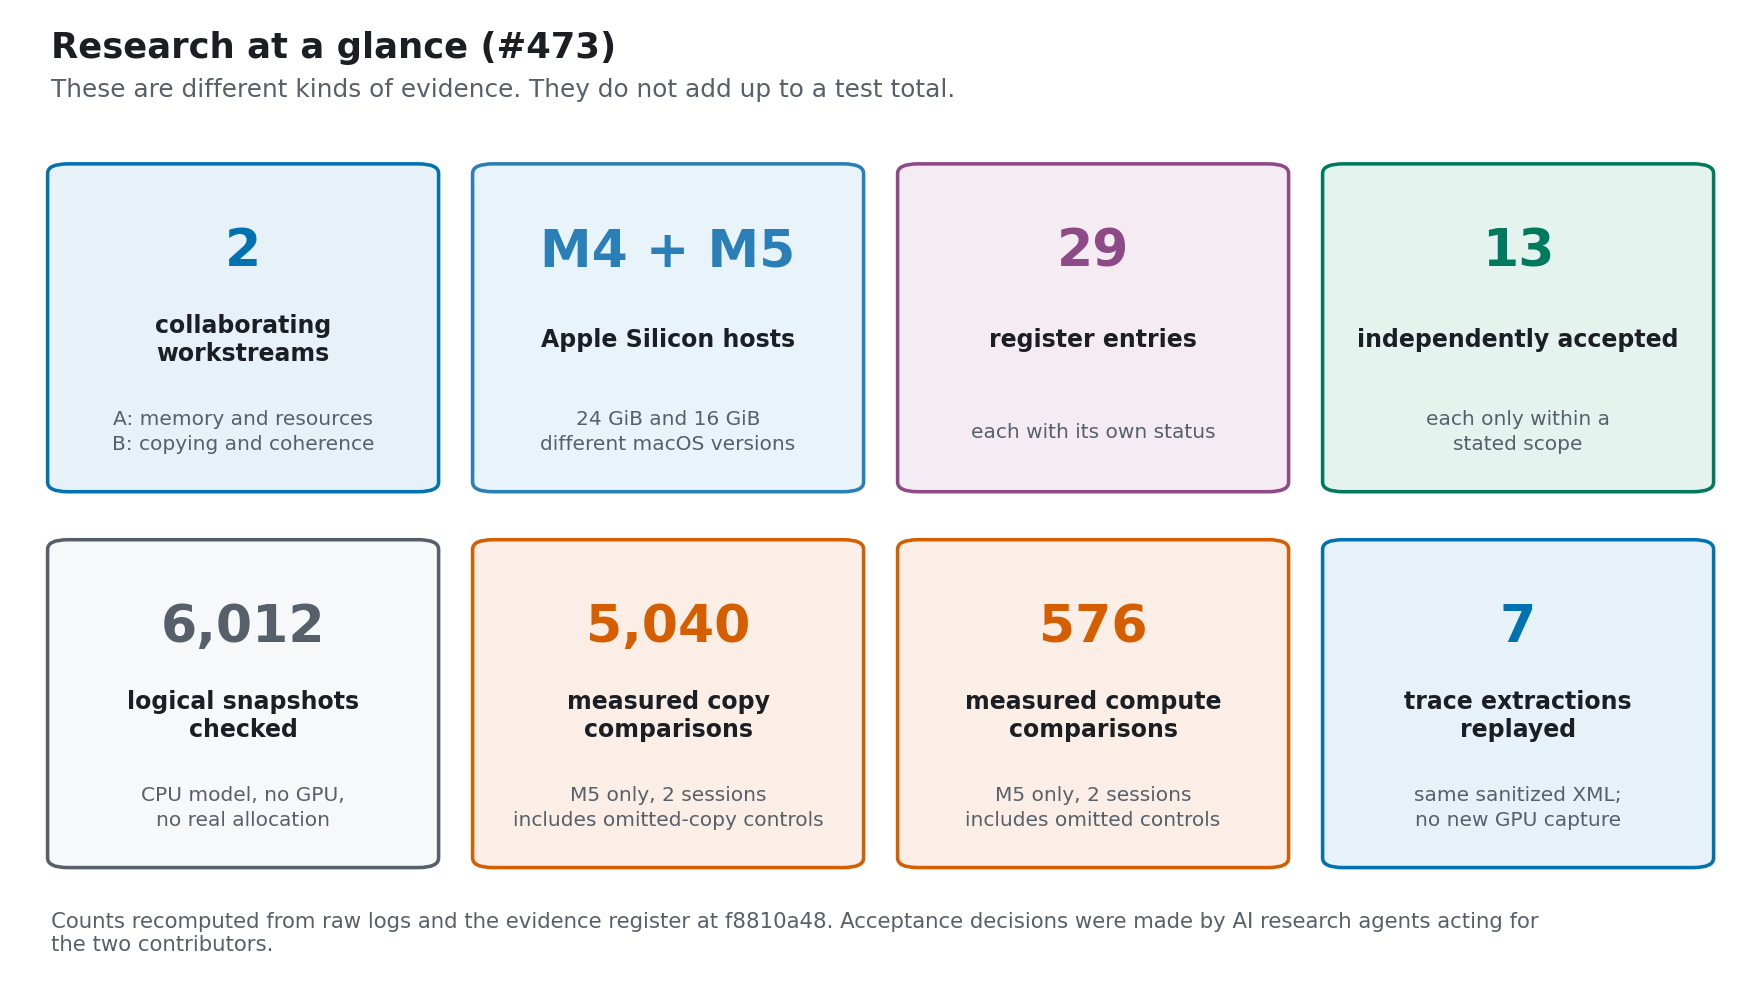 Research at a glance (#473)
These are different kinds of evidence. They do not add up to a test total.
2
collaborating
workstreams
A: memory and resources
B: copying and coherence
M4 + M5
Apple Silicon hosts
24 GiB and 16 GiB
different macOS versions
29
register entries
each with its own status
13
independently accepted
each only within a
stated scope
6,012
logical snapshots
checked
CPU model, no GPU,
no real allocation
5,040
measured copy
comparisons
M5 only, 2 sessions
includes omitted-copy controls
576
measured compute
comparisons
M5 only, 2 sessions
includes omitted controls
7
trace extractions
replayed
same sanitized XML;
no new GPU capture
Counts recomputed from raw logs and the evidence register at f8810a48. Acceptance decisions were made by AI research agents acting for
the two contributors.